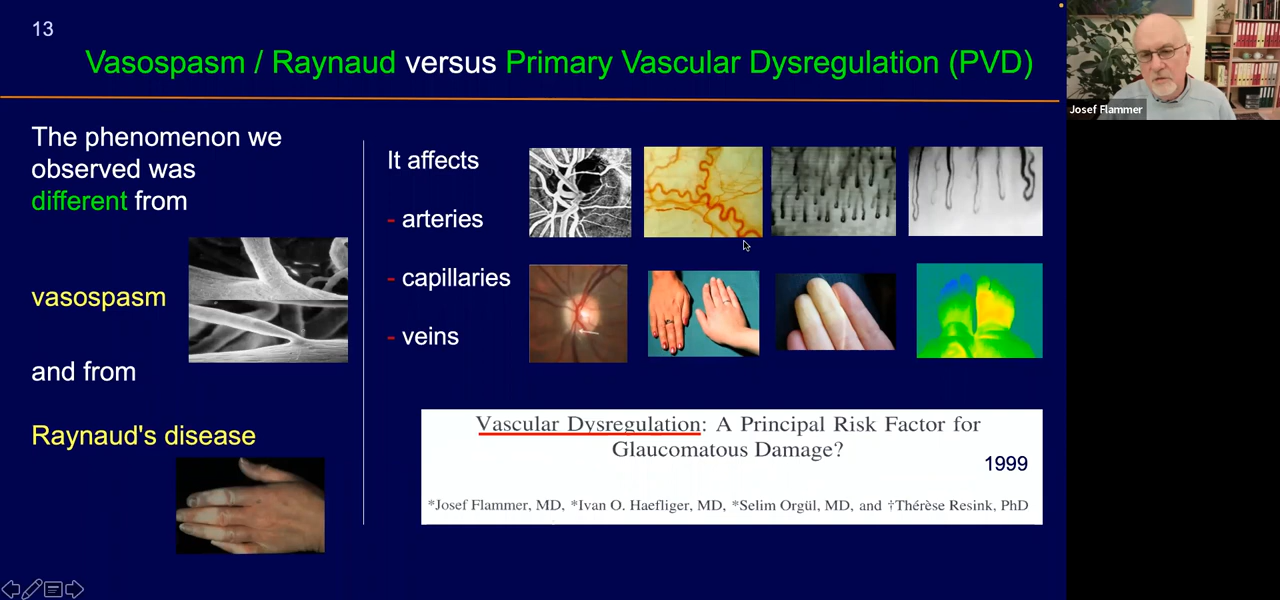 13
Vasospasm / Raynaud versus Primary Vascular Dysregulation (PVD)
Josef Flammer
The phenomenon we
observed was
different from
vasospasm
and from
Raynaud's disease
It affects
- arteries
- capillaries
- veins
Vascular Dysregulation: A Principal Risk Factor for
Glaucomatous Damage?
1999
*Josef Flammer, MD, *Ivan O. Haefliger, MD, *Selim Orgül, MD, and †Thérèse Resink, PhD